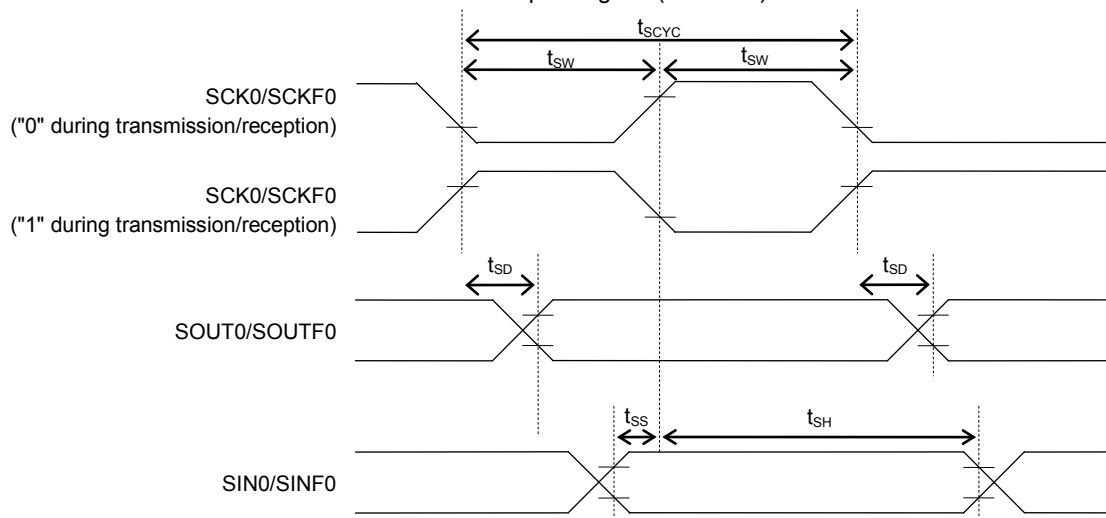 tSCYC
tSW tSW
SCK0/SCKF0
("0" during transmission/reception)
SCK0/SCKF0
("1" during transmission/reception)
tSD tSD
SOUT0/SOUTF0
tSS tSH
SIN0/SINF0